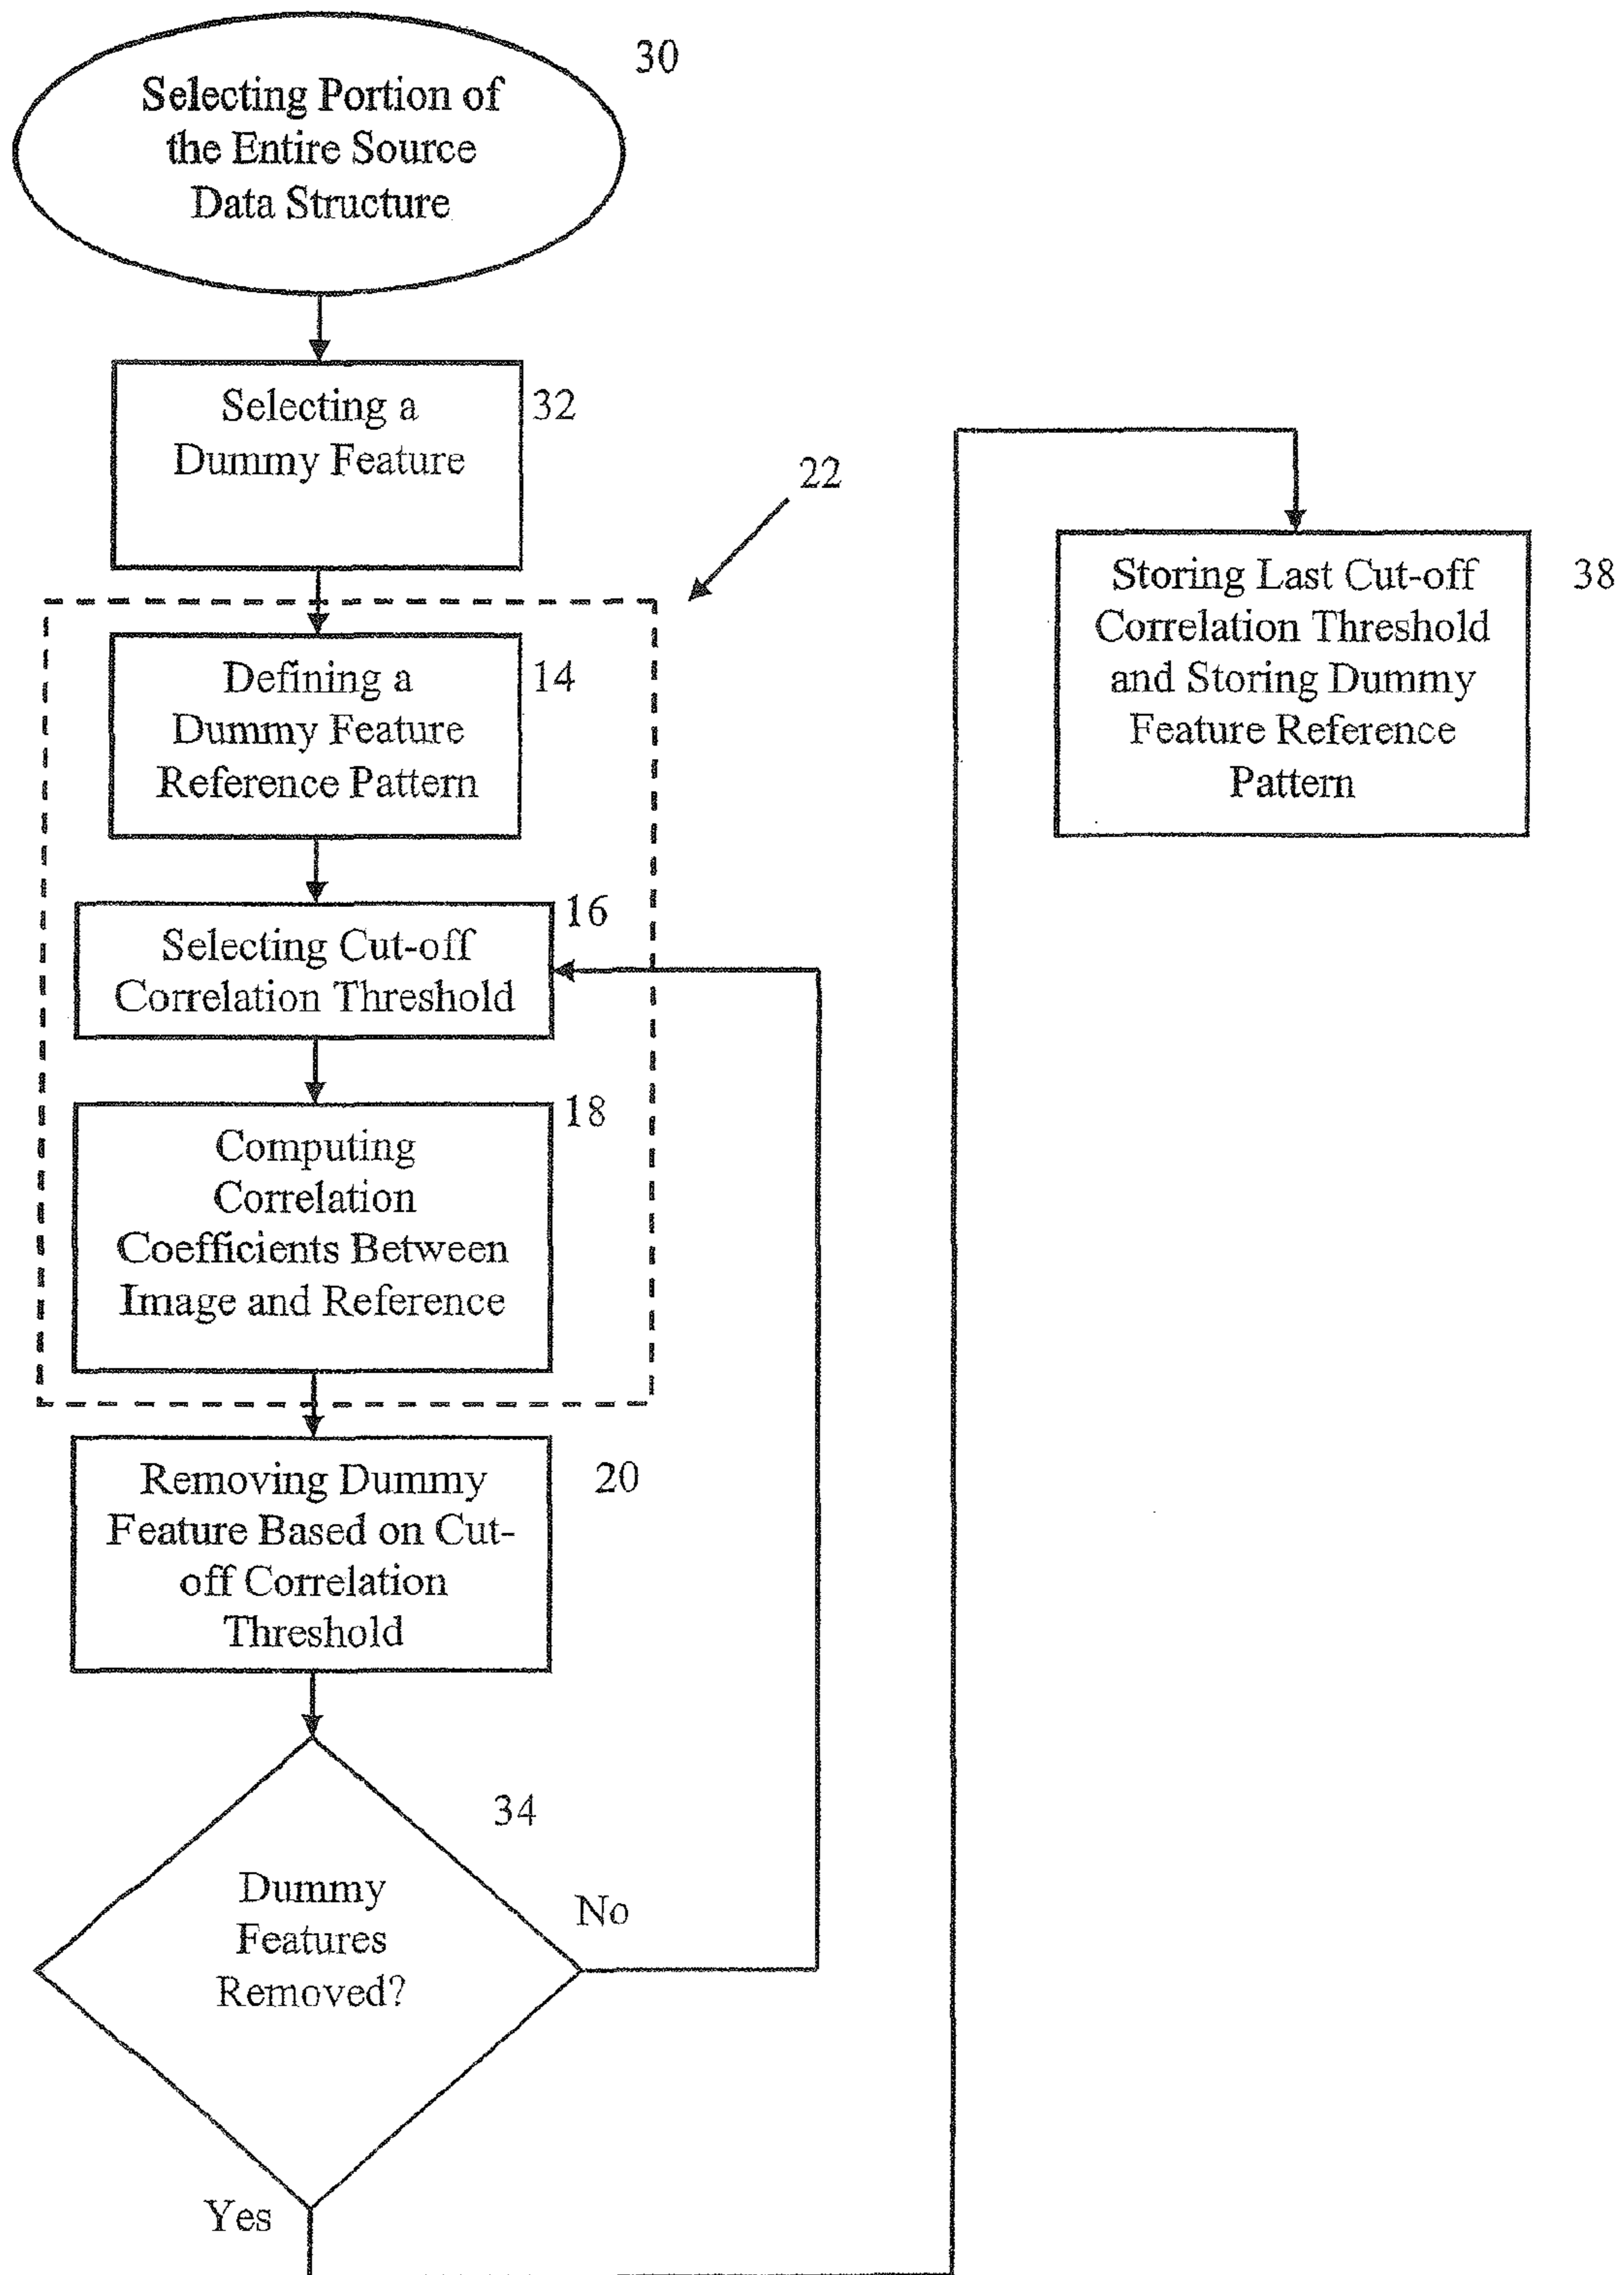 30
Selecting Portion of
the Entire Source
Data Structure
Selecting a
Dummy Feature
32
22
Defining a
Dummy Feature
Reference Pattern
14
16
Selecting Cut-off
Correlation Threshold
18
Computing
Correlation
Coefficients Between
Image and Reference
Removing Dummy
Feature Based on Cut-
off Correlation
Threshold
20
34
Dummy
Features
Removed?
No
Yes
Storing Last Cut-off
Correlation Threshold
and Storing Dummy
Feature Reference
Pattern
38